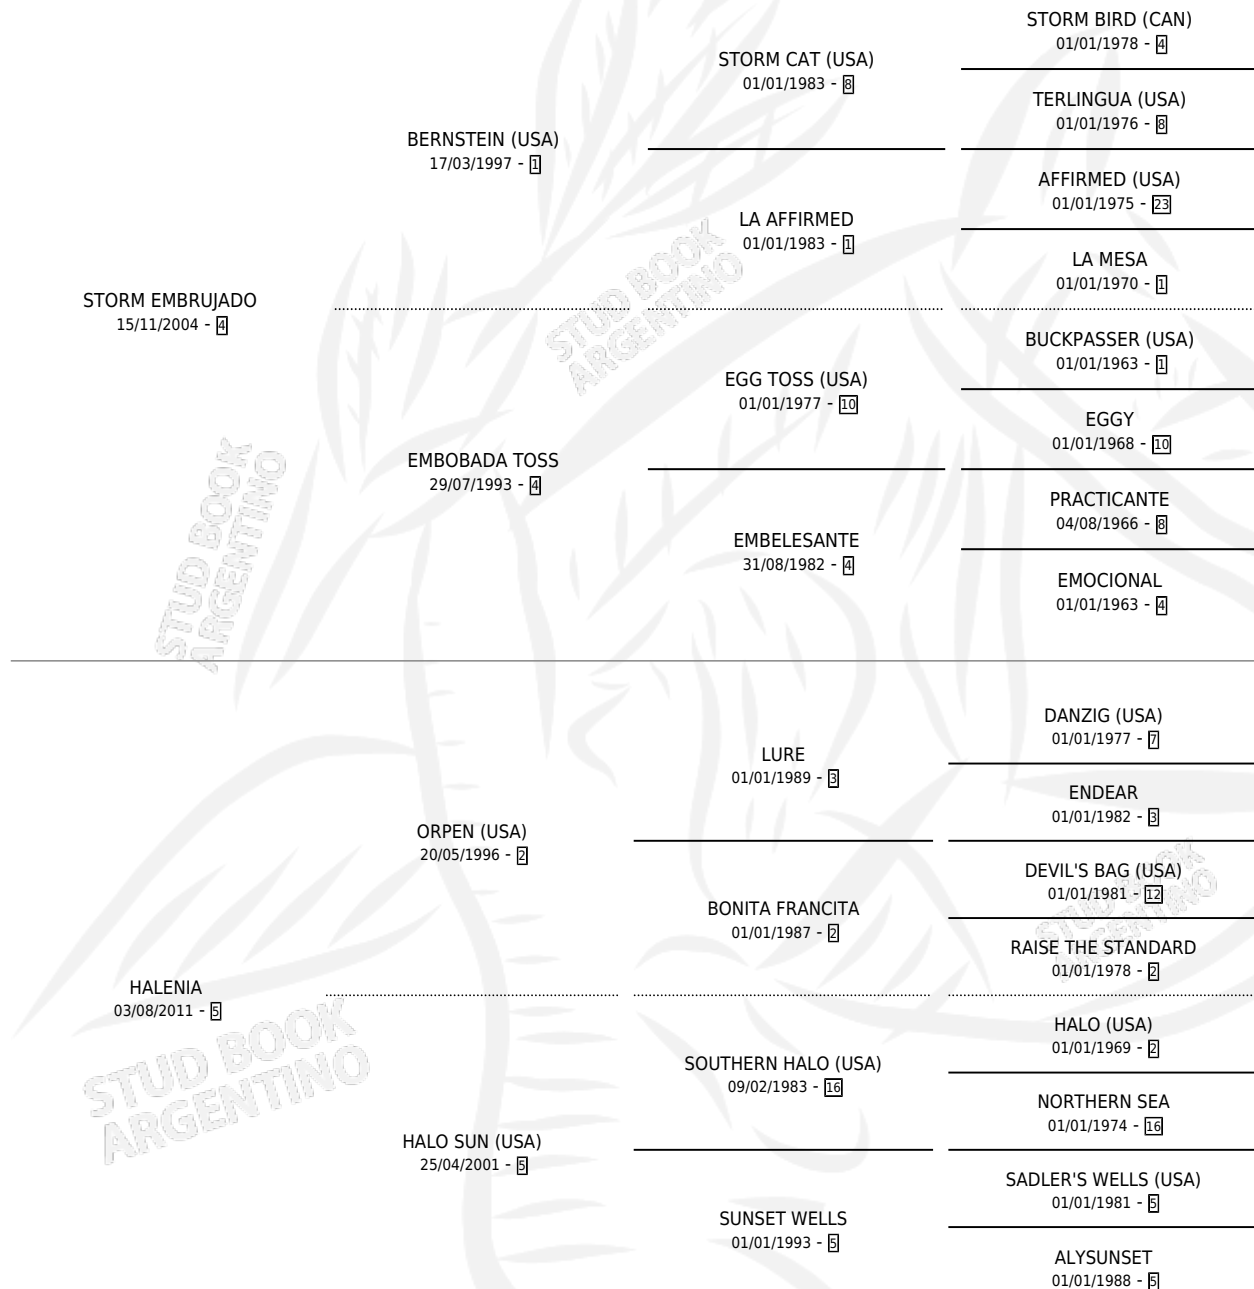 STORM EMBRUJADO
15/11/2004 - 4
BERNSTEIN (USA)
17/03/1997 - 1
STORM CAT (USA)
01/01/1983 - 8
STORM BIRD (CAN)
01/01/1978 - 4
TERLINGUA (USA)
01/01/1976 - 8
LA AFFIRMED
01/01/1983 - 1
AFFIRMED (USA)
01/01/1975 - 23
LA MESA
01/01/1970 - 1
EMBOBADA TOSS
29/07/1993 - 4
EGG TOSS (USA)
01/01/1977 - 10
BUCKPASSER (USA)
01/01/1963 - 1
EGGY
01/01/1968 - 10
EMBELESANTE
31/08/1982 - 4
PRACTICANTE
04/08/1966 - 8
EMOCIONAL
01/01/1963 - 4
HALENIA
03/08/2011 - 5
ORPEN (USA)
20/05/1996 - 2
LURE
01/01/1989 - 3
DANZIG (USA)
01/01/1977 - 7
ENDEAR
01/01/1982 - 3
BONITA FRANCITA
01/01/1987 - 2
DEVIL'S BAG (USA)
01/01/1981 - 12
RAISE THE STANDARD
01/01/1978 - 2
HALO SUN (USA)
25/04/2001 - 5
SOUTHERN HALO (USA)
09/02/1983 - 16
HALO (USA)
01/01/1969 - 2
NORTHERN SEA
01/01/1974 - 16
SUNSET WELLS
01/01/1993 - 5
SADLER'S WELLS (USA)
01/01/1981 - 5
ALYSUNSET
01/01/1988 - 5
STUD BOOK
ARGENTINO
STUD BOOK
ARGENTINO
STUD BOOK
ARGENTINO
STUD BOOK
ARGENTINO